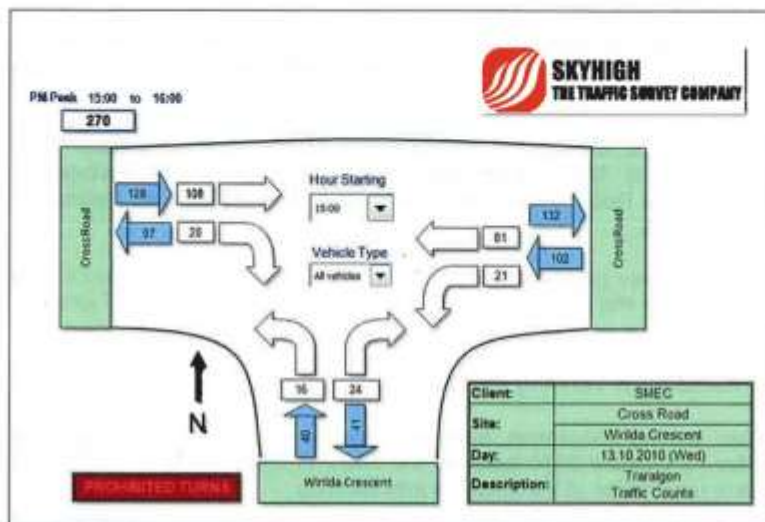 SKYHIGH
THE TRAFFIC SURVEY COMPANY
PM Peak 15:00 to 16:00
270
Cross Road
128
108
Hour Starting
15:00
97
20
Vehicle Type
All vehicles
132
81
102
21
Cross Road
16
24
40
41
N
PROHIBITED TURNS
Wirilda Crescent
Client: SMEC
Site: Cross Road
Wirilda Crescent
Day: 13.10.2010 (Wed)
Description: Traralgon
Traffic Counts